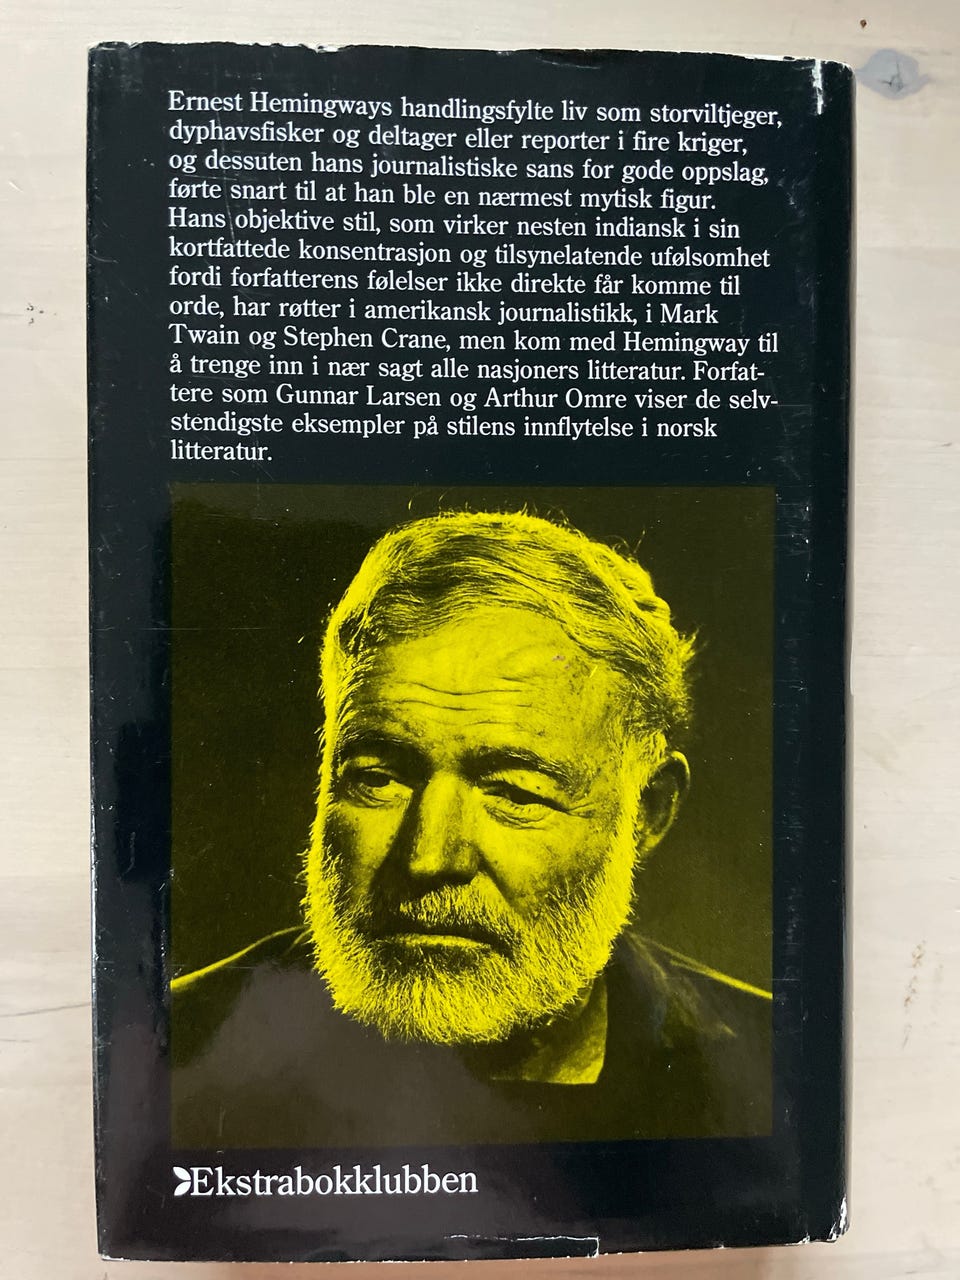 Ernest Hemingways handlingsfylte liv som storviltjeger,
dyphavsfisker og deltager eller reporter i fire kriger,
og dessuten hans journalistiske sans for gode oppslag,
førte snart til at han ble en nærmest mytisk figur.
Hans objektive stil, som virker nesten indiansk i sin
kortfattede konsentrasjon og tilsynelatende ufølsomhet
fordi forfatterens følelser ikke direkte får komme til
orde, har røtter i amerikansk journalistikk, i Mark
Twain og Stephen Crane, men kom med Hemingway til
å trenge inn i nær sagt alle nasjoners litteratur. Forfat-
tere som Gunnar Larsen og Arthur Omre viser de selv-
stendigste eksempler på stilens innflytelse i norsk
litteratur.
Ekstrabokklubben